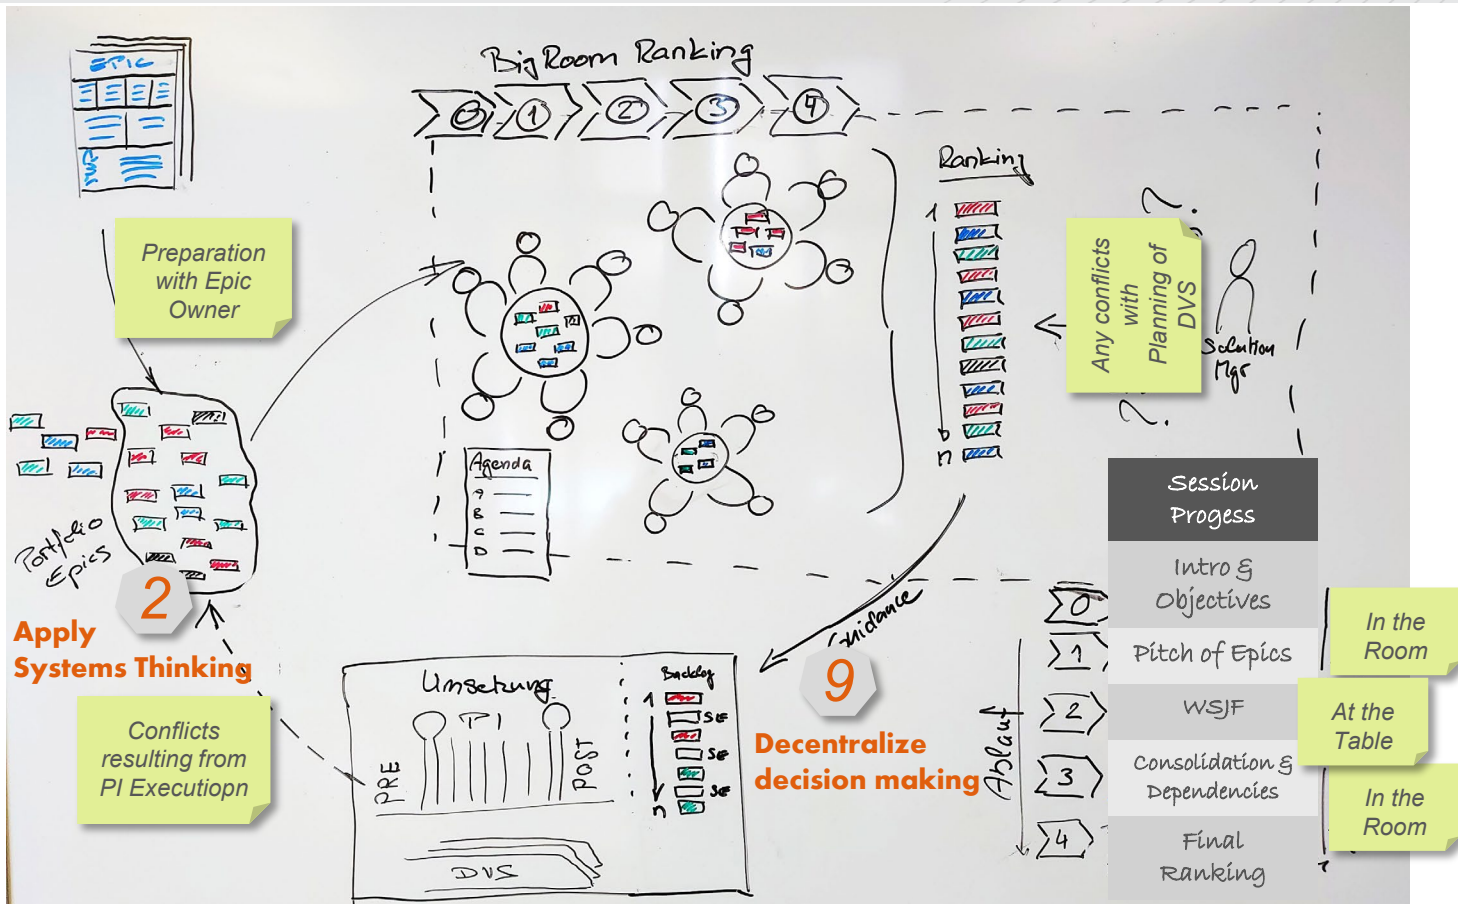 EPIC
Big Room Ranking
0 1 2 3 4
Ranking
1
n
Preparation
with Epic
Owner
Any conflicts
with
Planning of
DVS
Solution
Mgr
Agenda
A
B
C
D
Portfolio
Epics
2
Apply
Systems Thinking
Conflicts
resulting from
PI Executiopn
Guidance
9
Decentralize
decision making
Umsetzung
PI
PRE
POST
DVS
Backlog
1
SE
SE
SE
n
Ablauf
0
1
2
3
4
Session
Progess
Intro &
Objectives
Pitch of Epics
WSJF
Consolidation &
Dependencies
Final
Ranking
In the
Room
At the
Table
In the
Room